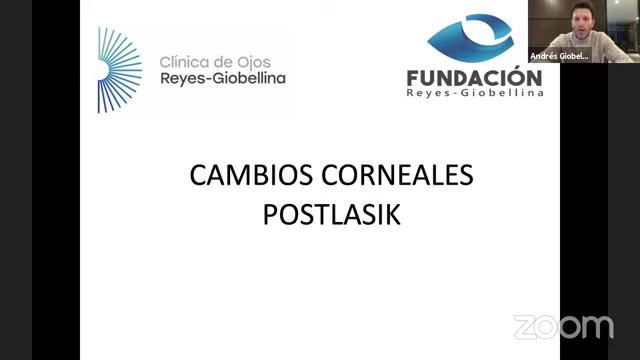 Clínica de Ojos
Reyes-Giobellina
FUNDACIÓN
Reyes-Giobellina
Andrés Giobel...
CAMBIOS CORNEALES
POSTLASIK
zoom